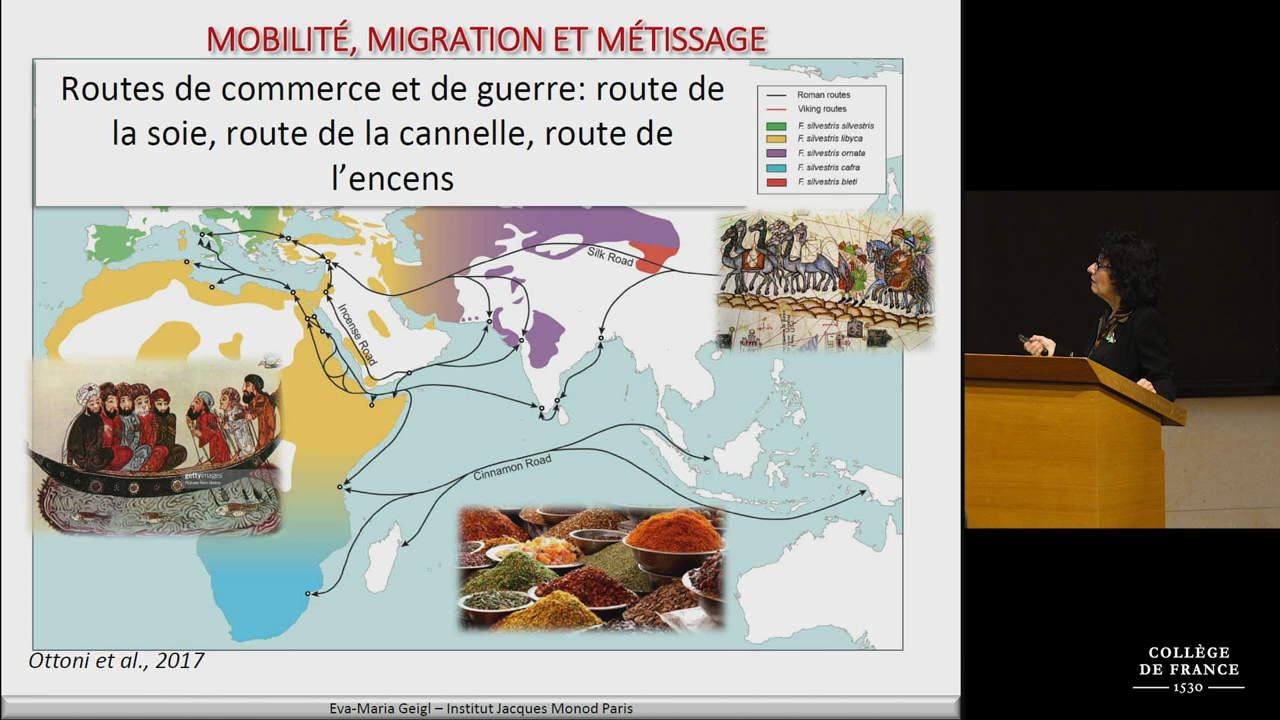 MOBILITÉ, MIGRATION ET MÉTISSAGE
Routes de commerce et de guerre: route de
la soie, route de la cannelle, route de
l'encens
Roman routes
Viking routes
F. silvestris silvestris
F. silvestris libyca
F. silvestris ornata
F. silvestris cafra
F. silvestris bieti
Silk Road
Incense Road
Cinnamon Road
gettyimages
Ottoni et al., 2017
Eva-Maria Geigl – Institut Jacques Monod Paris
COLLÈGE
DE FRANCE
1530